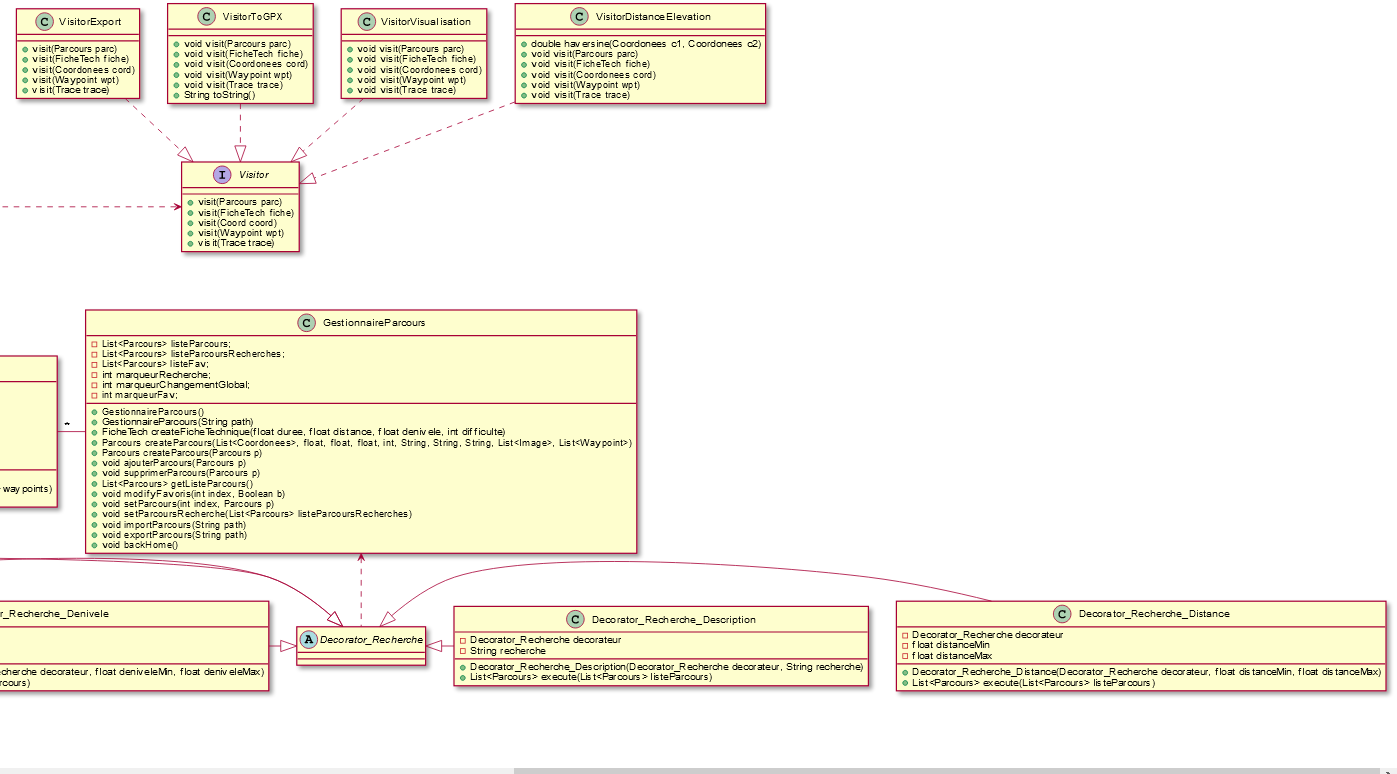 VisitorExport
visit(Parcours parc)
visit(FicheTech fiche)
visit(Coordonees cord)
visit(Waypoint wpt)
visit(Trace trace)
VisitorToGPX
void visit(Parcours parc)
void visit(FicheTech fiche)
void visit(Coordonees cord)
void visit(Waypoint wpt)
void visit(Trace trace)
String toString()
VisitorVisualisation
void visit(Parcours parc)
void visit(FicheTech fiche)
void visit(Coordonees cord)
void visit(Waypoint wpt)
void visit(Trace trace)
VisitorDistanceElevation
double haversine(Coordonees c1, Coordonees c2)
void visit(Parcours parc)
void visit(FicheTech fiche)
void visit(Coordonees cord)
void visit(Waypoint wpt)
void visit(Trace trace)
Visitor
visit(Parcours parc)
visit(FicheTech fiche)
visit(Coord coord)
visit(Waypoint wpt)
visit(Trace trace)
waypoints)
*
GestionnaireParcours
List<Parcours> listeParcours;
List<Parcours> listeParcoursRecherches;
List<Parcours> listeFav;
int marqueurRecherche;
int marqueurChangementGlobal;
int marqueurFav;
GestionnaireParcours()
GestionnaireParcours(String path)
FicheTech createFicheTechnique(float duree, float distance, float denivele, int difficulte)
Parcours createParcours(List<Coordonees>, float, float, float, int, String, String, String, List<Image>, List<Waypoint>)
Parcours createParcours(Parcours p)
void ajouterParcours(Parcours p)
void supprimerParcours(Parcours p)
List<Parcours> getListeParcours()
void modifyFavoris(int index, Boolean b)
void setParcours(int index, Parcours p)
void setParcoursRecherche(List<Parcours> listeParcoursRecherches)
void importParcours(String path)
void exportParcours(String path)
void backHome()
r_Recherche_Denivele
cherche decorateur, float deniveleMin, float deniveleMax)
rcours)
Decorator_Recherche
Decorator_Recherche_Description
Decorator_Recherche decorateur
String recherche
Decorator_Recherche_Description(Decorator_Recherche decorateur, String recherche)
List<Parcours> execute(List<Parcours> listeParcours)
Decorator_Recherche_Distance
Decorator_Recherche decorateur
float distanceMin
float distanceMax
Decorator_Recherche_Distance(Decorator_Recherche decorateur, float distanceMin, float distanceMax)
List<Parcours> execute(List<Parcours> listeParcours)